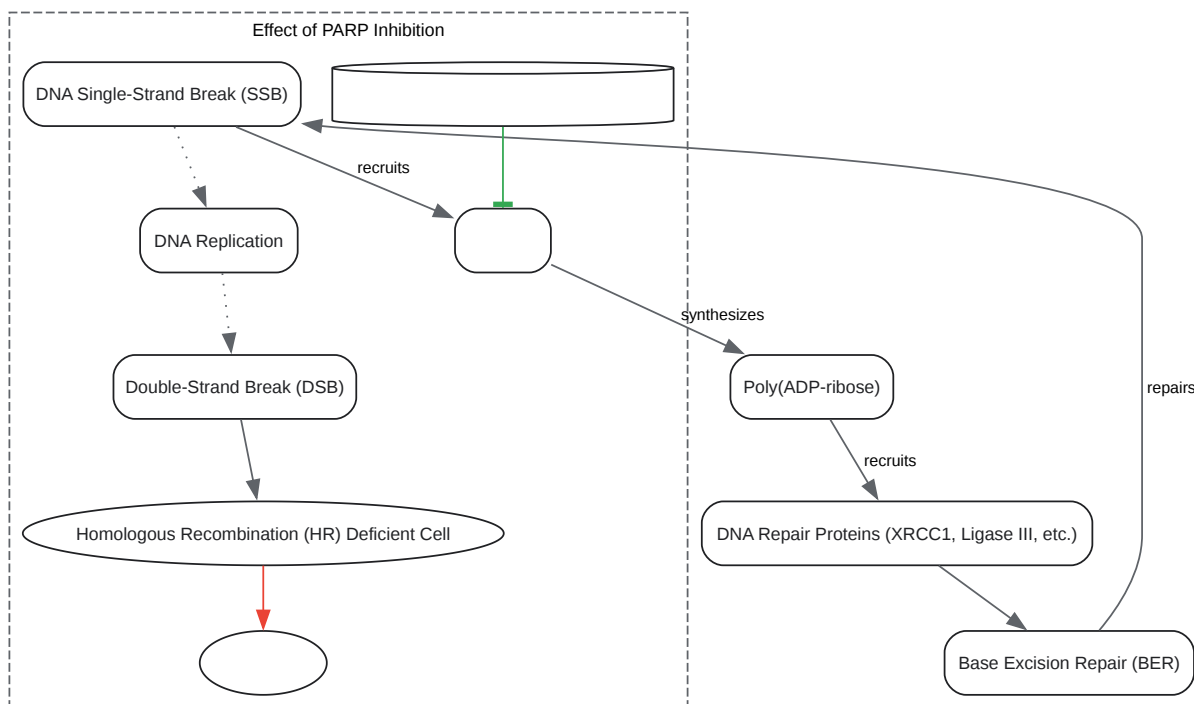 Effect of PARP Inhibition
DNA Single-Strand Break (SSB)
recruits
DNA Replication
synthesizes
Double-Strand Break (DSB)
Poly(ADP-ribose)
repairs
recruits
Homologous Recombination (HR) Deficient Cell
DNA Repair Proteins (XRCC1, Ligase III, etc.)
Base Excision Repair (BER)